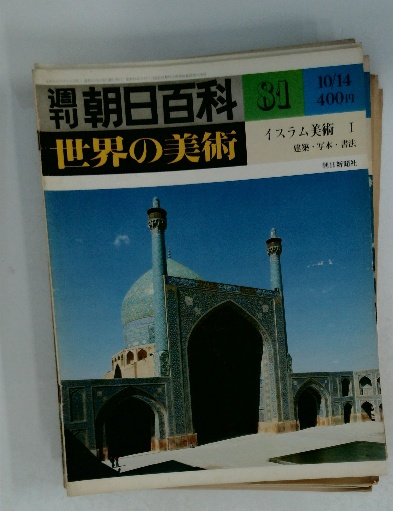 週刊 朝日百科
世界の美術
81
10/14
400円
イスラム美術 Ⅰ
建築・写本・書法
朝日新聞社